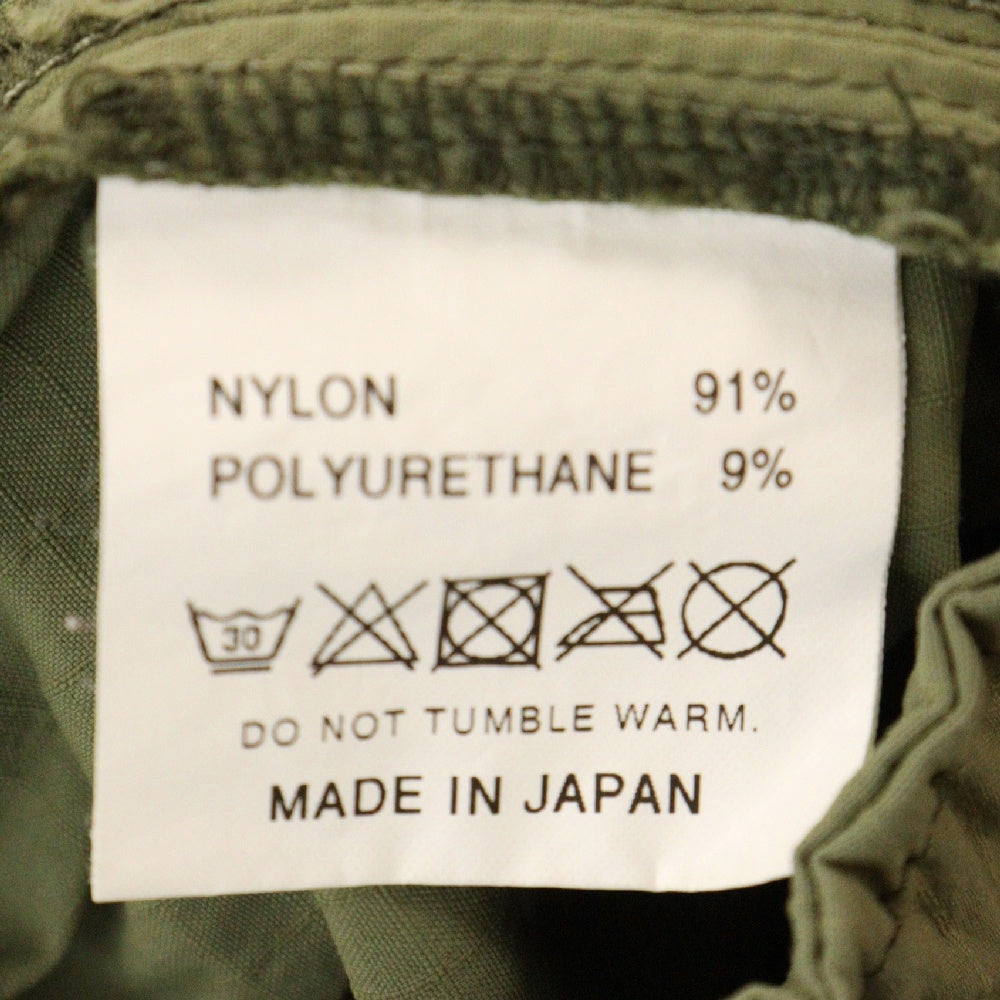 NYLON 91%
POLYURETHANE 9%
30
DO NOT TUMBLE WARM.
MADE IN JAPAN